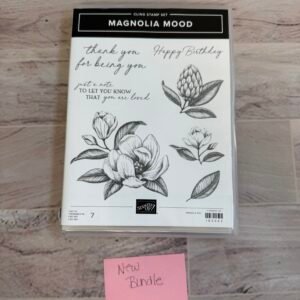 CLING STAMP SET
MAGNOLIA MOOD
thank you
for being you
Happy Birthday
just a note
TO LET YOU KNOW
THAT you are loved
7
New
Bundle